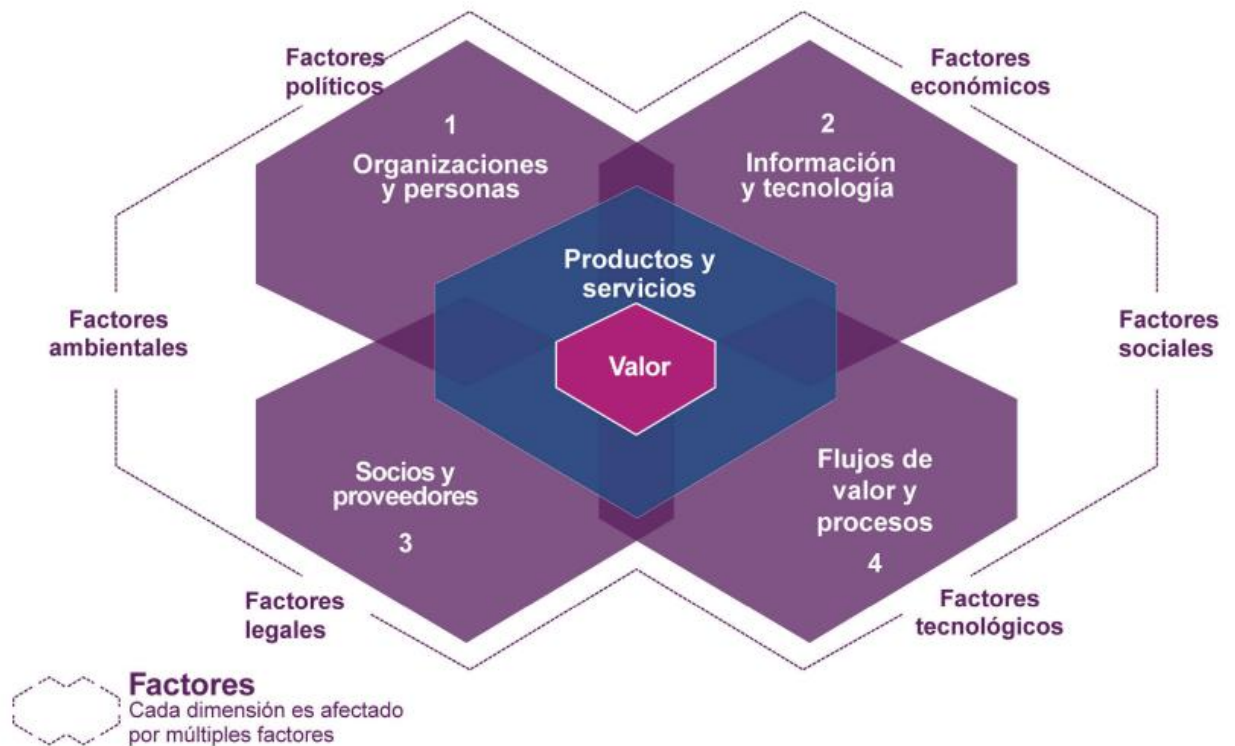 Factores
políticos
Factores
económicos
1
Organizaciones
y personas
2
Información
y tecnología
Productos y
servicios
Valor
Factores
ambientales
Factores
sociales
Socios y
proveedores
3
Flujos de
valor y
procesos
4
Factores
legales
Factores
tecnológicos
Factores
Cada dimensión es afectado
por múltiples factores